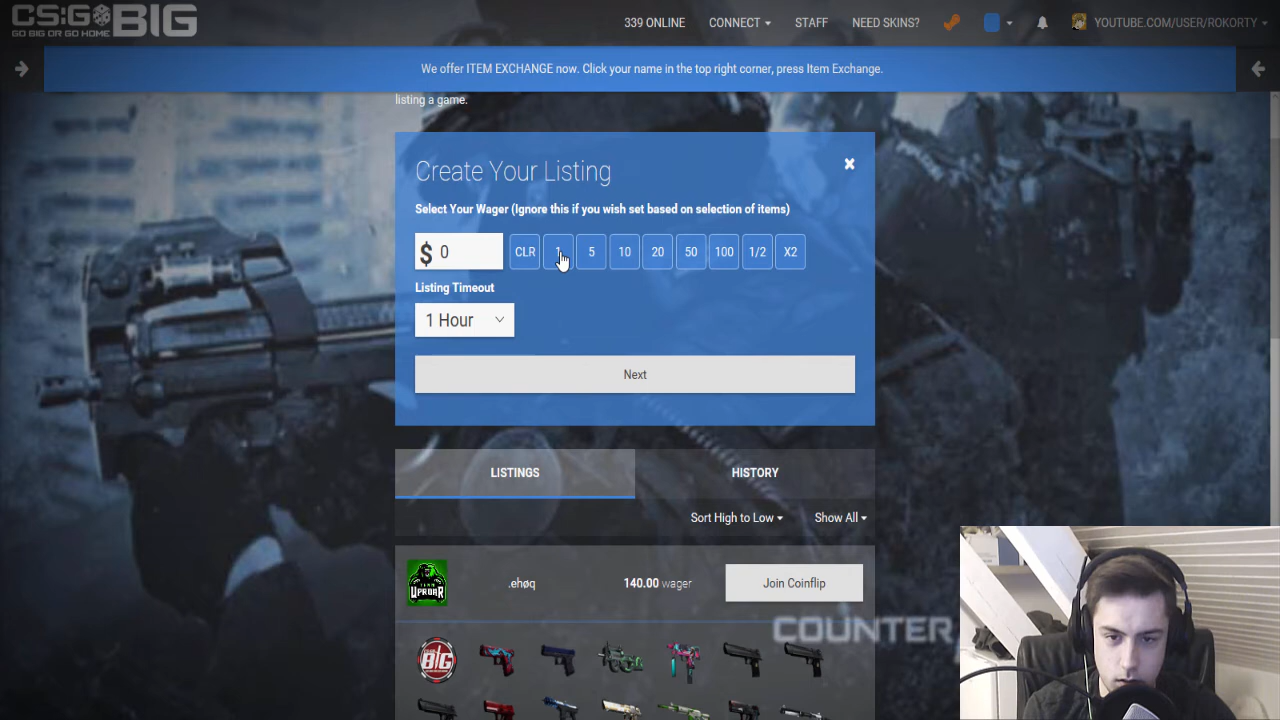 CS:GO BIG
GO BIG OR GO HOME
339 ONLINE CONNECT STAFF NEED SKINS? YOUTUBE.COM/USER/ROKORTY
We offer ITEM EXCHANGE now. Click your name in the top right corner, press Item Exchange.
listing a game.
Create Your Listing
Select Your Wager (Ignore this if you wish set based on selection of items)
$ 0 CLR 1 5 10 20 50 100 1/2 X2
Listing Timeout
1 Hour
Next
LISTINGS HISTORY
Sort High to Low Show All
UPROAR .ehøq 140.00 wager Join Coinflip
COUNTER
BIG